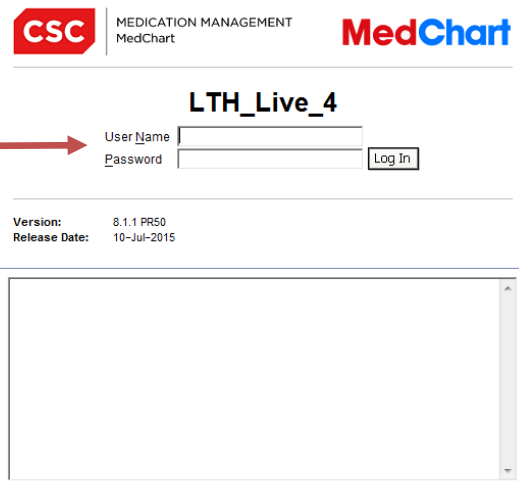 CSC
MEDICATION MANAGEMENT
MedChart
MedChart
LTH_Live_4
User Name
Password
Log In
Version: 8.1.1 PR50
Release Date: 10-Jul-2015